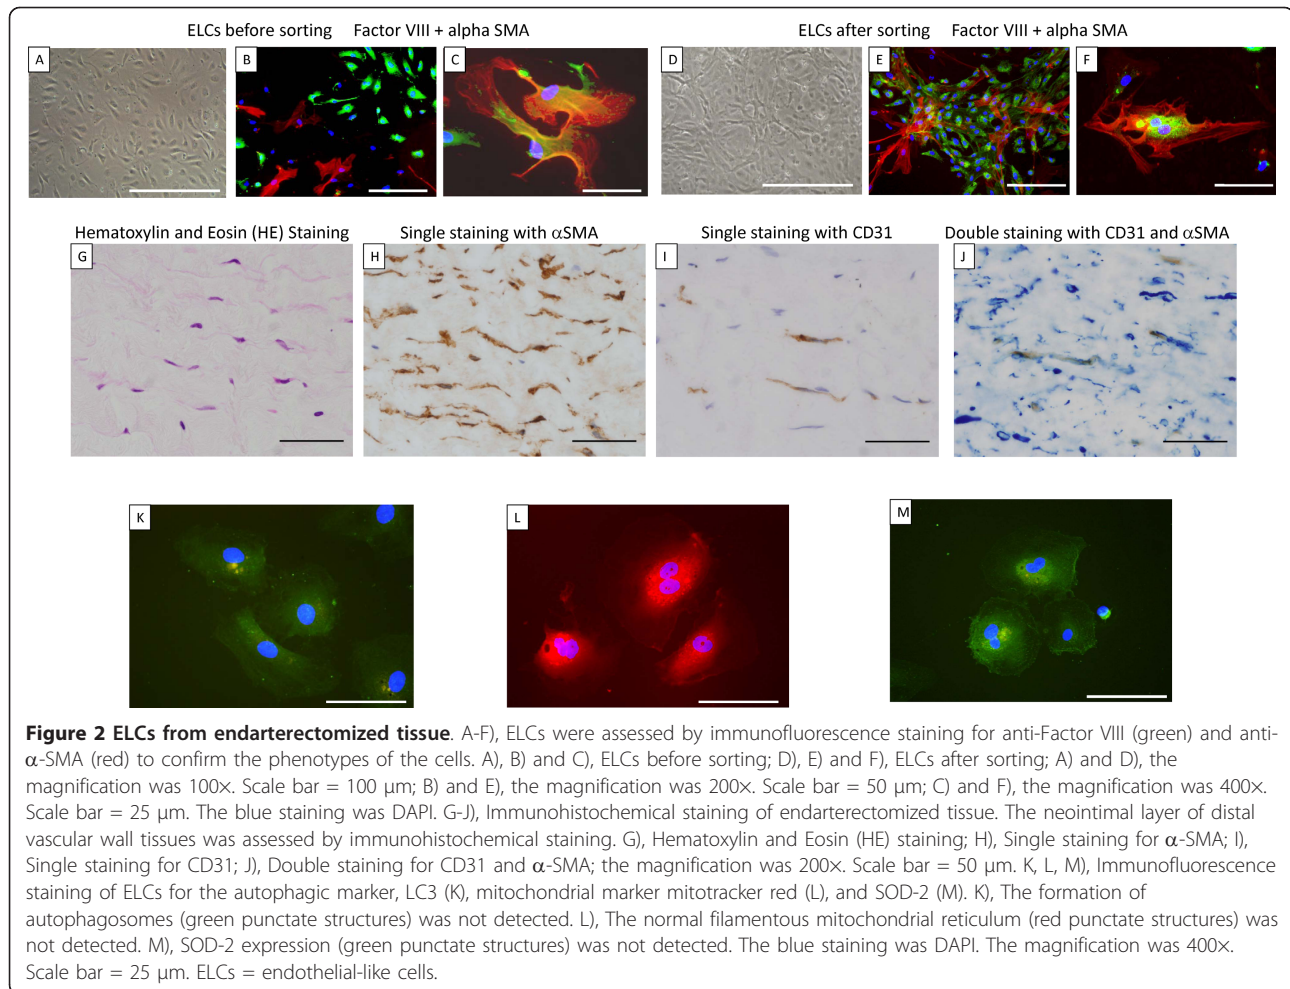 ELCs before sorting Factor VIII + alpha SMA
ELCs after sorting Factor VIII + alpha SMA
A
B
C
D
E
F
Hematoxylin and Eosin (HE) Staining
Single staining with αSMA
Single staining with CD31
Double staining with CD31 and αSMA
G
H
I
J
K
L
M
Figure 2 ELCs from endarterectomized tissue. A-F), ELCs were assessed by immunofluorescence staining for anti-Factor VIII (green) and anti-
α-SMA (red) to confirm the phenotypes of the cells. A), B) and C), ELCs before sorting; D), E) and F), ELCs after sorting; A) and D), the
magnification was 100×. Scale bar = 100 μm; B) and E), the magnification was 200×. Scale bar = 50 μm; C) and F), the magnification was 400×.
Scale bar = 25 μm. The blue staining was DAPI. G-J), Immunohistochemical staining of endarterectomized tissue. The neointimal layer of distal
vascular wall tissues was assessed by immunohistochemical staining. G), Hematoxylin and Eosin (HE) staining; H), Single staining for α-SMA; I),
Single staining for CD31; J), Double staining for CD31 and α-SMA; the magnification was 200×. Scale bar = 50 μm. K, L, M), Immunofluorescence
staining of ELCs for the autophagic marker, LC3 (K), mitochondrial marker mitotracker red (L), and SOD-2 (M). K), The formation of
autophagosomes (green punctate structures) was not detected. L), The normal filamentous mitochondrial reticulum (red punctate structures) was
not detected. M), SOD-2 expression (green punctate structures) was not detected. The blue staining was DAPI. The magnification was 400×.
Scale bar = 25 μm. ELCs = endothelial-like cells.